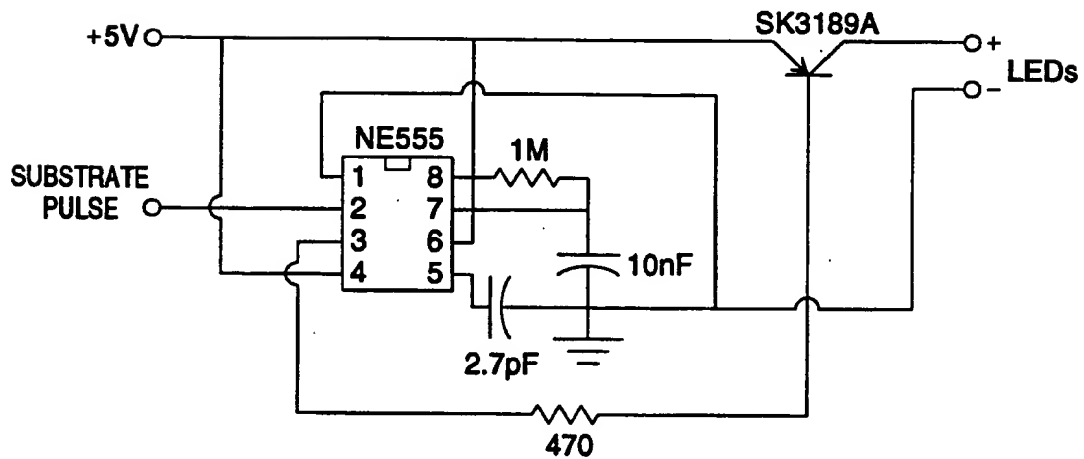 SK3189A
+5V
+
LEDs
-
NE555
1M
SUBSTRATE
PULSE
1 8
2 7
3 6
4 5
10nF
2.7pF
470